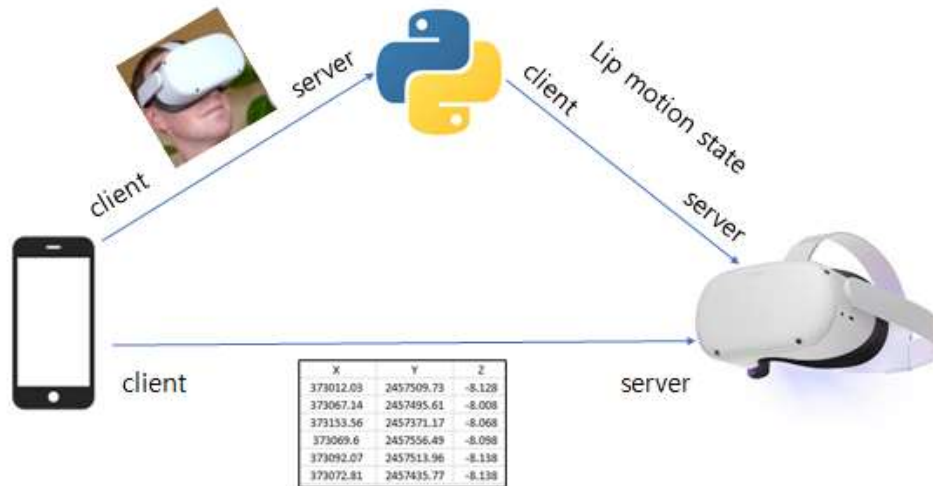 server
client
client
Lip motion state
server
client
server
X Y Z
373012.03 2457509.73 -8.128
373067.14 2457495.61 -8.008
373153.56 2457371.17 -8.068
373069.6 2457556.49 -8.098
373092.07 2457513.96 -8.138
373072.81 2457435.77 -8.138